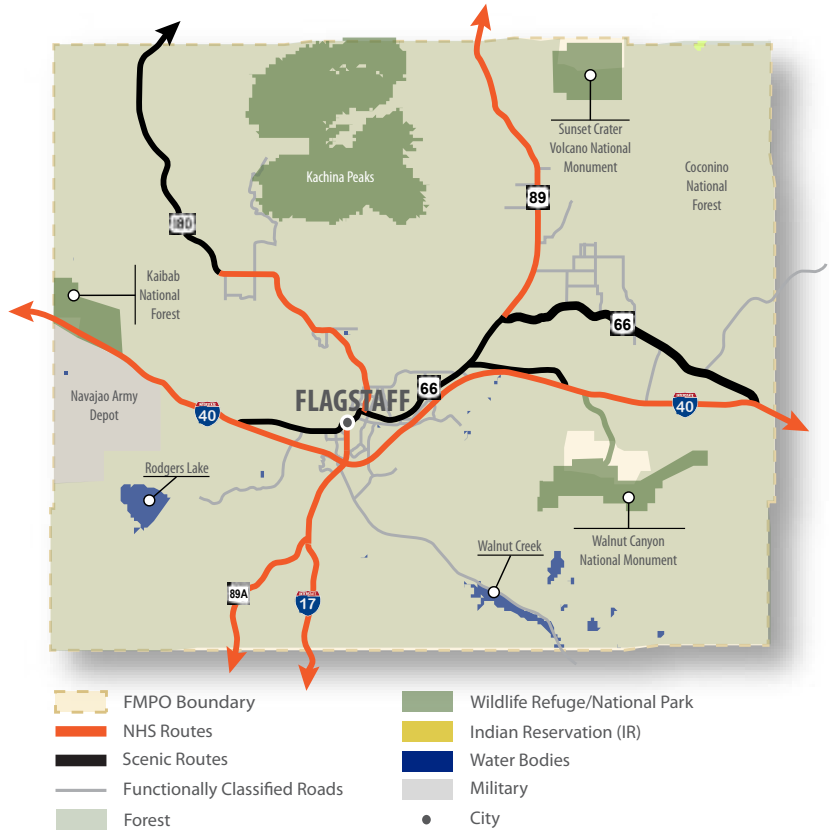 Sunset Crater
Volcano National
Monument
Kachina Peaks
Coconino
National
Forest
89
Kaibab
National
Forest
66
66
Navajao Army
Depot
FLAGSTAFF
40
40
Rodgers Lake
Walnut Canyon
National Monument
Walnut Creek
89A
17
FMPO Boundary
NHS Routes
Scenic Routes
Functionally Classified Roads
Forest
Wildlife Refuge/National Park
Indian Reservation (IR)
Water Bodies
Military
City